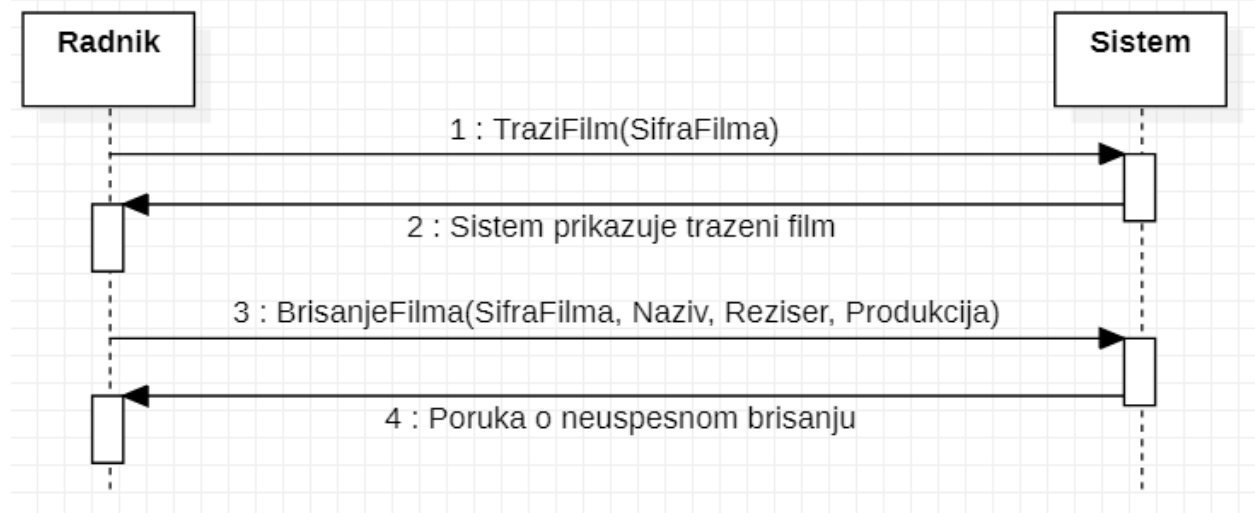 Radnik
Sistem
1 : TraziFilm(SifraFilma)
2 : Sistem prikazuje trazeni film
3 : BrisanjeFilma(SifraFilma, Naziv, Reziser, Produkcija)
4 : Poruka o neuspesnom brisanju